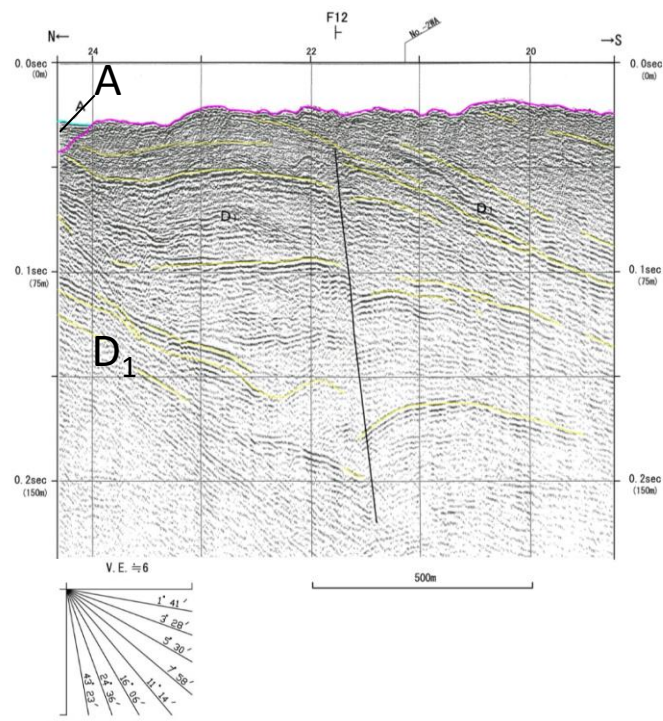 F12
N← No.-2WA →S
24 22 20
0.0sec 0.0sec
(0m) (0m)
A
A
D1
D1
0.1sec 0.1sec
(75m) (75m)
D1
0.2sec 0.2sec
(150m) (150m)
V.E.≒6
500m
1° 41′
3° 28′
5° 30′
7° 58′
11° 14′
16° 06′
24° 36′
43° 23′